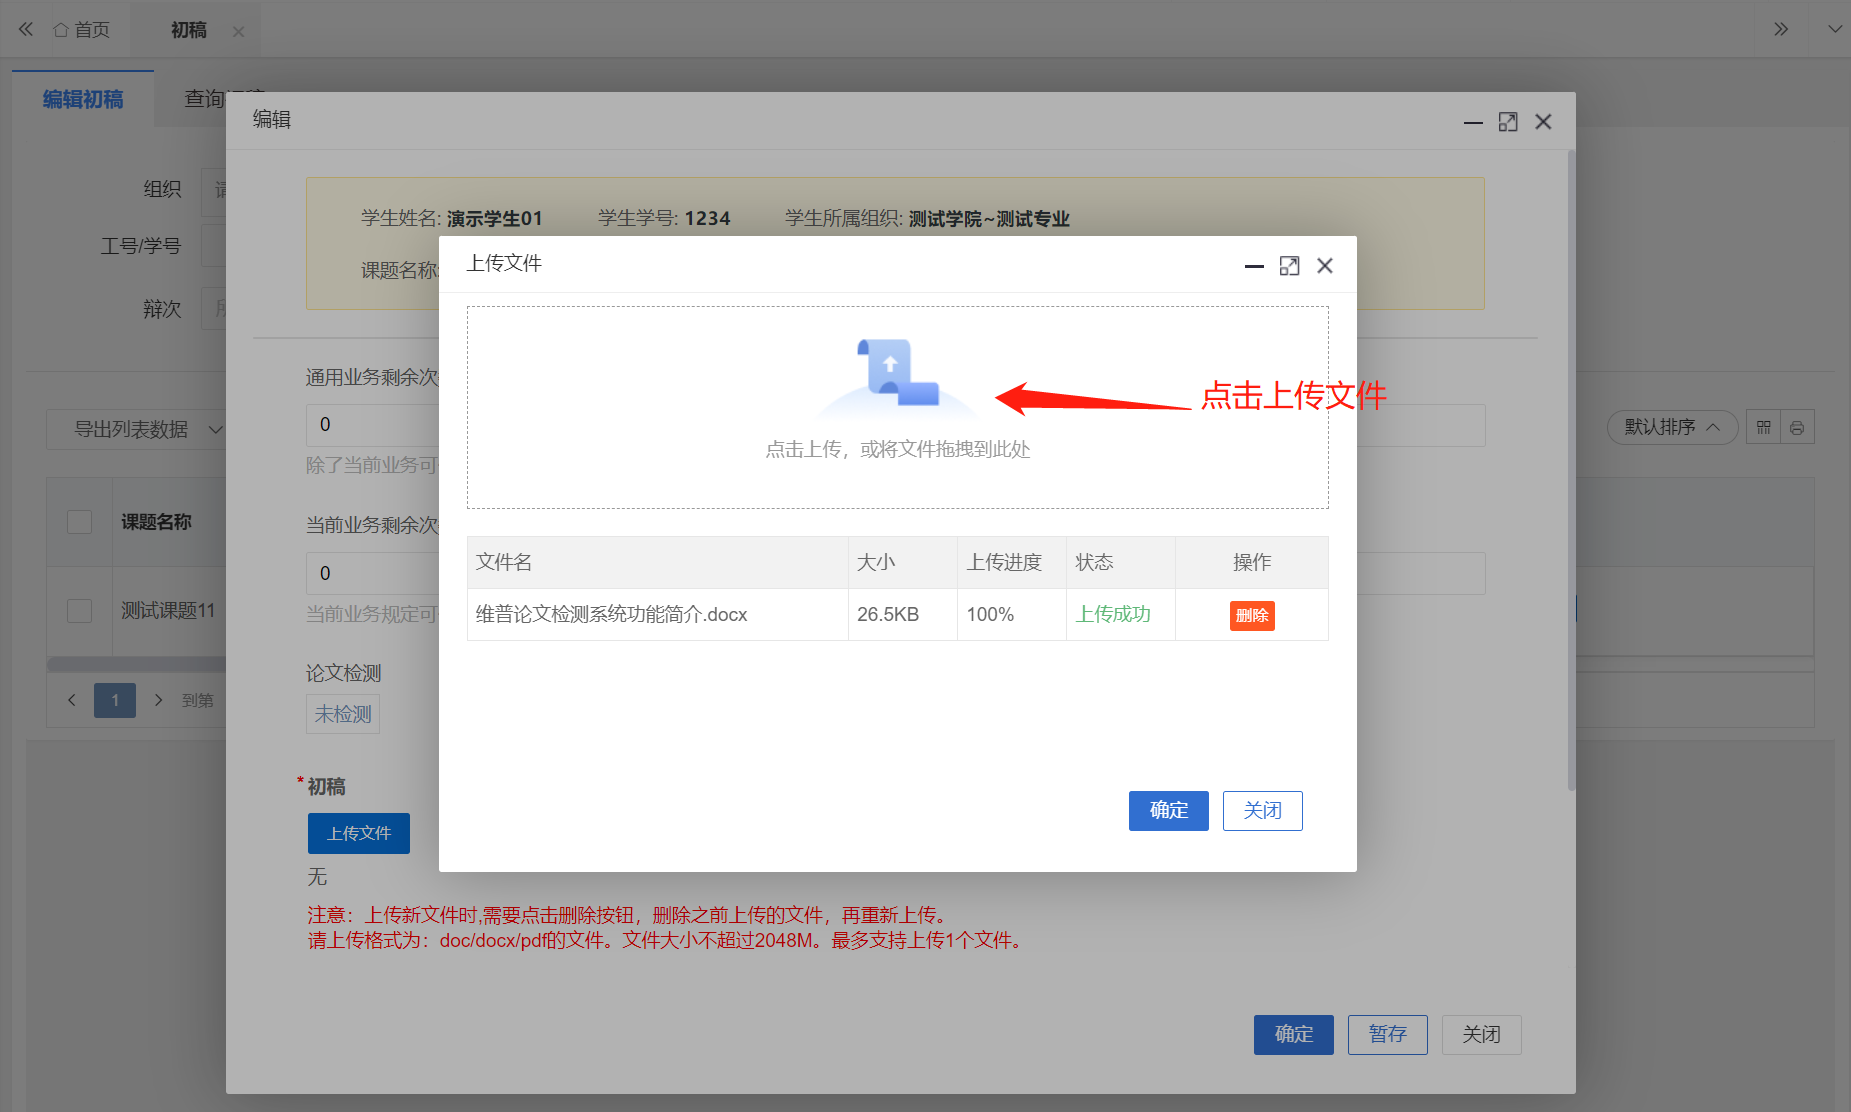 首页
初稿
编辑初稿
查询
编辑
组织
工号/学号
辩次
学生姓名: 演示学生01
学生学号: 1234
学生所属组织: 测试学院~测试专业
课题名称:
上传文件
点击上传文件
点击上传，或将文件拖拽到此处
通用业务剩余次
0
除了当前业务可
导出列表数据
默认排序
当前业务剩余次
0
当前业务规定可
文件名 大小 上传进度 状态 操作
维普论文检测系统功能简介.docx 26.5KB 100% 上传成功 删除
课题名称
测试课题11
1 到第
论文检测
未检测
确定 关闭
* 初稿
上传文件
无
注意：上传新文件时,需要点击删除按钮，删除之前上传的文件，再重新上传。
请上传格式为：doc/docx/pdf的文件。文件大小不超过2048M。最多支持上传1个文件。
确定 暂存 关闭